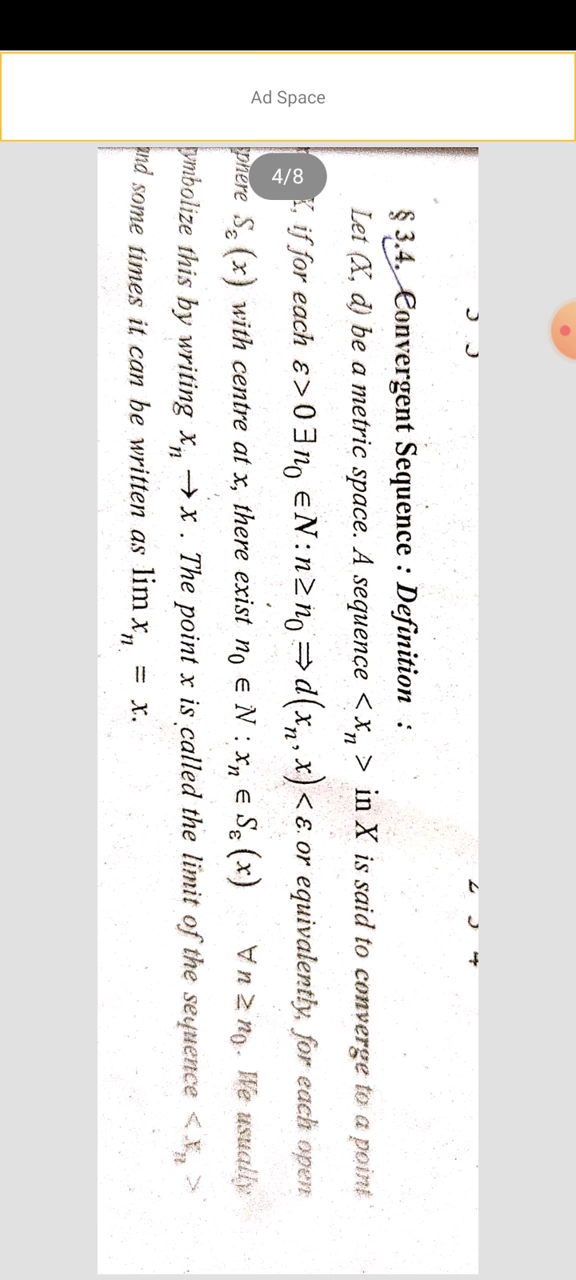 Ad Space
4/8
§ 3.4. Convergent Sequence : Definition :
Let (X, d) be a metric space. A sequence < xₙ > in X is said to converge to a point
X, if for each ε > 0 ∃ n₀ ∈ N : n ≥ n₀ ⇒ d(xₙ, x) < ε or equivalently, for each open
sphere S_ε(x) with centre at x, there exist n₀ ∈ N : xₙ ∈ S_ε(x) ∀ n ≥ n₀. We usually
ymbolize this by writing xₙ → x . The point x is called the limit of the sequence < xₙ >
and some times it can be written as lim xₙ = x.